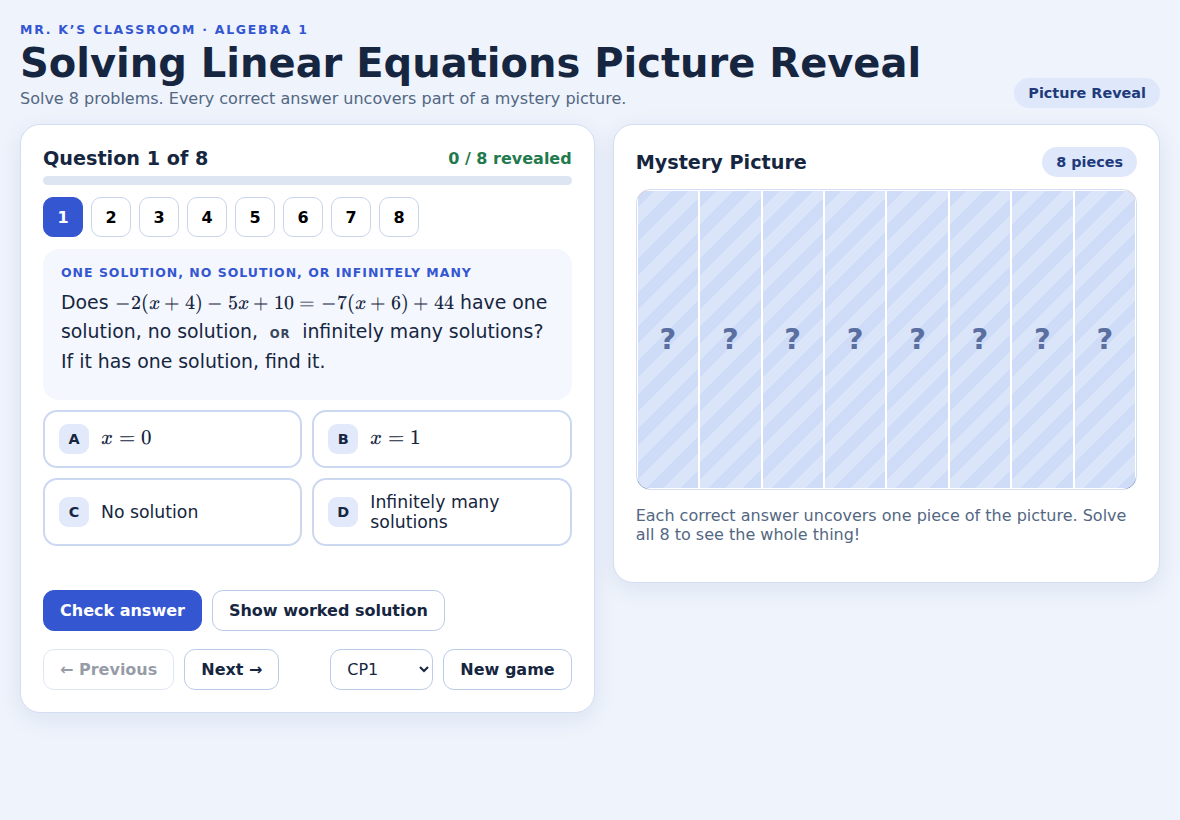 MR. K’S CLASSROOM · ALGEBRA 1
Solving Linear Equations Picture Reveal
Solve 8 problems. Every correct answer uncovers part of a mystery picture.
Picture Reveal
Question 1 of 8
0 / 8 revealed
1 2 3 4 5 6 7 8
ONE SOLUTION, NO SOLUTION, OR INFINITELY MANY
Does −2(x + 4) − 5x + 10 = −7(x + 6) + 44 have one
solution, no solution, OR infinitely many solutions?
If it has one solution, find it.
A x = 0
B x = 1
C No solution
D Infinitely many
solutions
Check answer
Show worked solution
← Previous
Next →
CP1
New game
Mystery Picture
8 pieces
? ? ? ? ? ? ? ?
Each correct answer uncovers one piece of the picture. Solve
all 8 to see the whole thing!